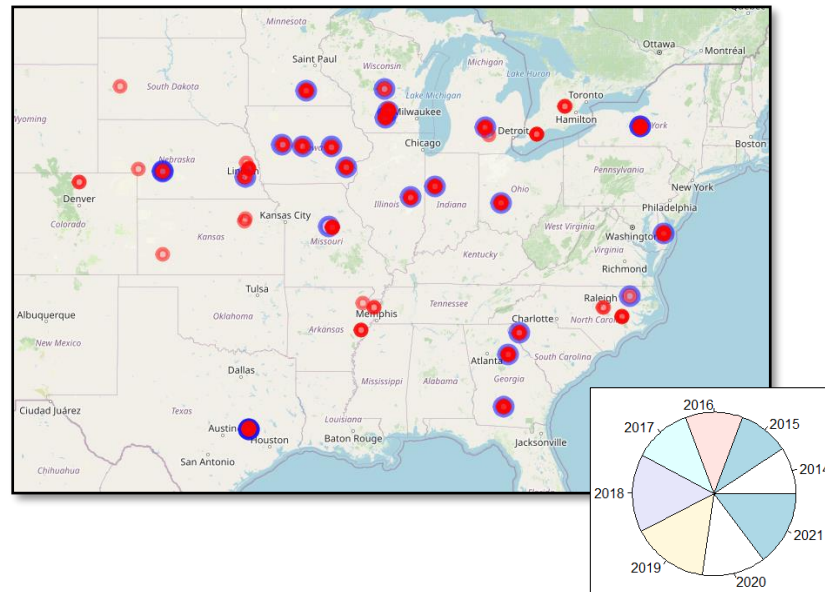 Minnesota
Québec
Ottawa
Montréal
Saint Paul
Wisconsin
Michigan
Lake Huron
South Dakota
Lake Michigan
Toronto
Wyoming
Milwaukee
Hamilton
York
Detroit
Boston
Chicago
Nebraska
Pennsylvania
New York
Denver
Illinois
Indiana
Ohio
Philadelphia
Colorado
Kansas City
West Virginia
Washington
Kansas
Missouri
Virginia
Kentucky
Richmond
Tulsa
Raleigh
Albuquerque
Oklahoma
Tennessee
Memphis
Charlotte
North Caro
New Mexico
Arkansas
Atlanta
South Carolina
Dallas
Mississippi
Alabama
Georgia
Ciudad Juárez
Texas
Louisiana
Austin
Houston
Baton Rouge
Jacksonville
San Antonio
Chihuahua
Florida
2016
2015
2017
2014
2018
2021
2019
2020